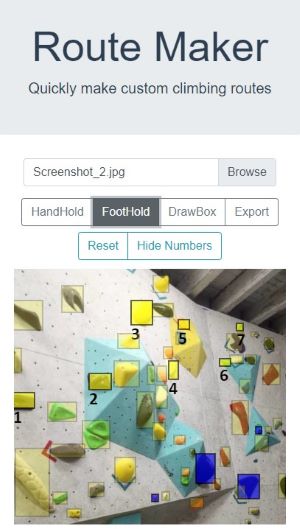 Route Maker
Quickly make custom climbing routes
Screenshot_2.jpg Browse
HandHold FootHold DrawBox Export
Reset Hide Numbers
3 5 7
4 6
2
1